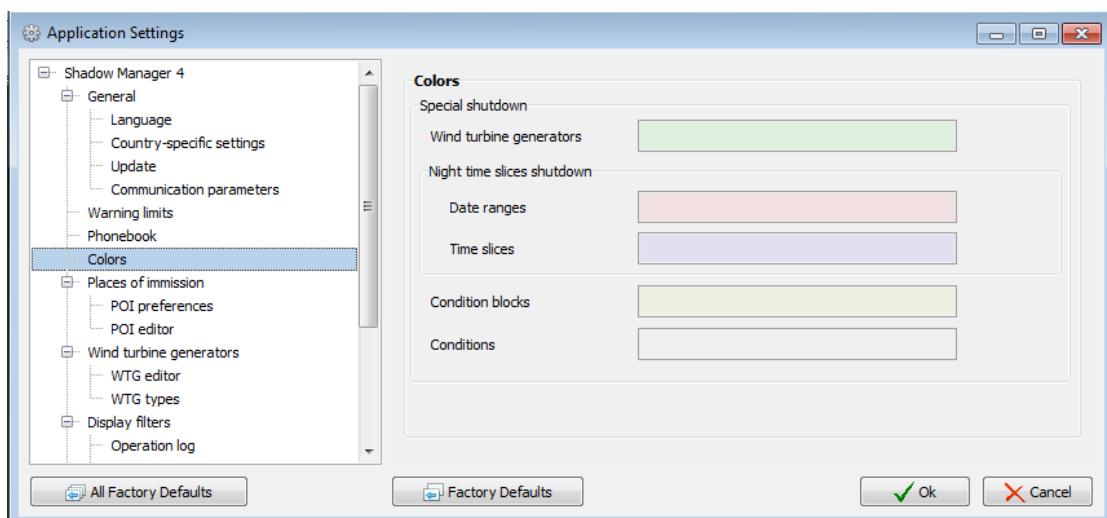 Application Settings
Shadow Manager 4
General
Language
Country-specific settings
Update
Communication parameters
Warning limits
Phonebook
Colors
Places of immission
POI preferences
POI editor
Wind turbine generators
WTG editor
WTG types
Display filters
Operation log
Colors
Special shutdown
Wind turbine generators
Night time slices shutdown
Date ranges
Time slices
Condition blocks
Conditions
All Factory Defaults
Factory Defaults
Ok
Cancel